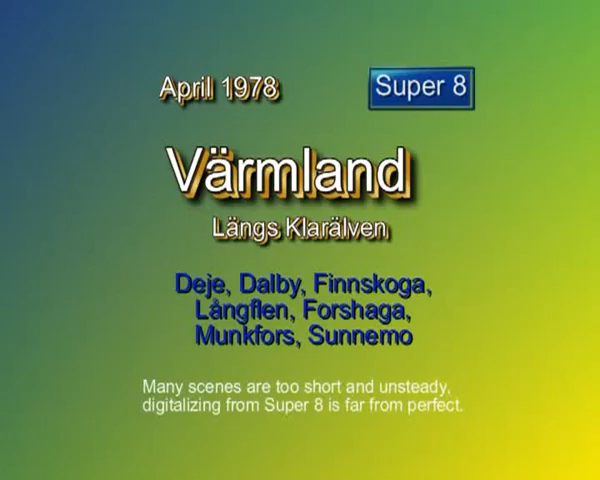 April 1978
Super 8
Värmland
Längs Klarälven
Deje, Dalby, Finnskoga,
Långflen, Forshaga,
Munkfors, Sunnemo
Many scenes are too short and unsteady,
digitalizing from Super 8 is far from perfect.